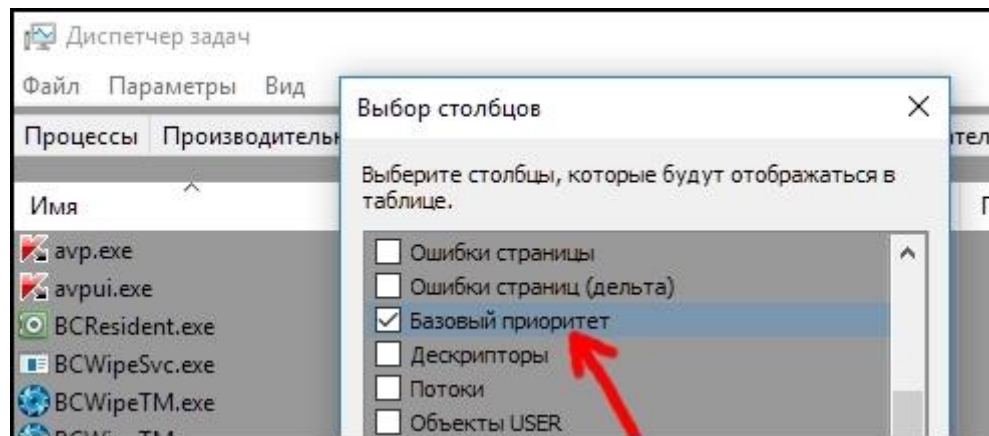 Диспетчер задач
Файл Параметры Вид
Выбор столбцов
Процессы
Выберите столбцы, которые будут отображаться в
таблице.
Имя
avp.exe
avpui.exe
BCResident.exe
BCWipeSvc.exe
BCWipeTM.exe
Ошибки страницы
Ошибки страниц (дельта)
Базовый приоритет
Дескрипторы
Потоки
Объекты USER